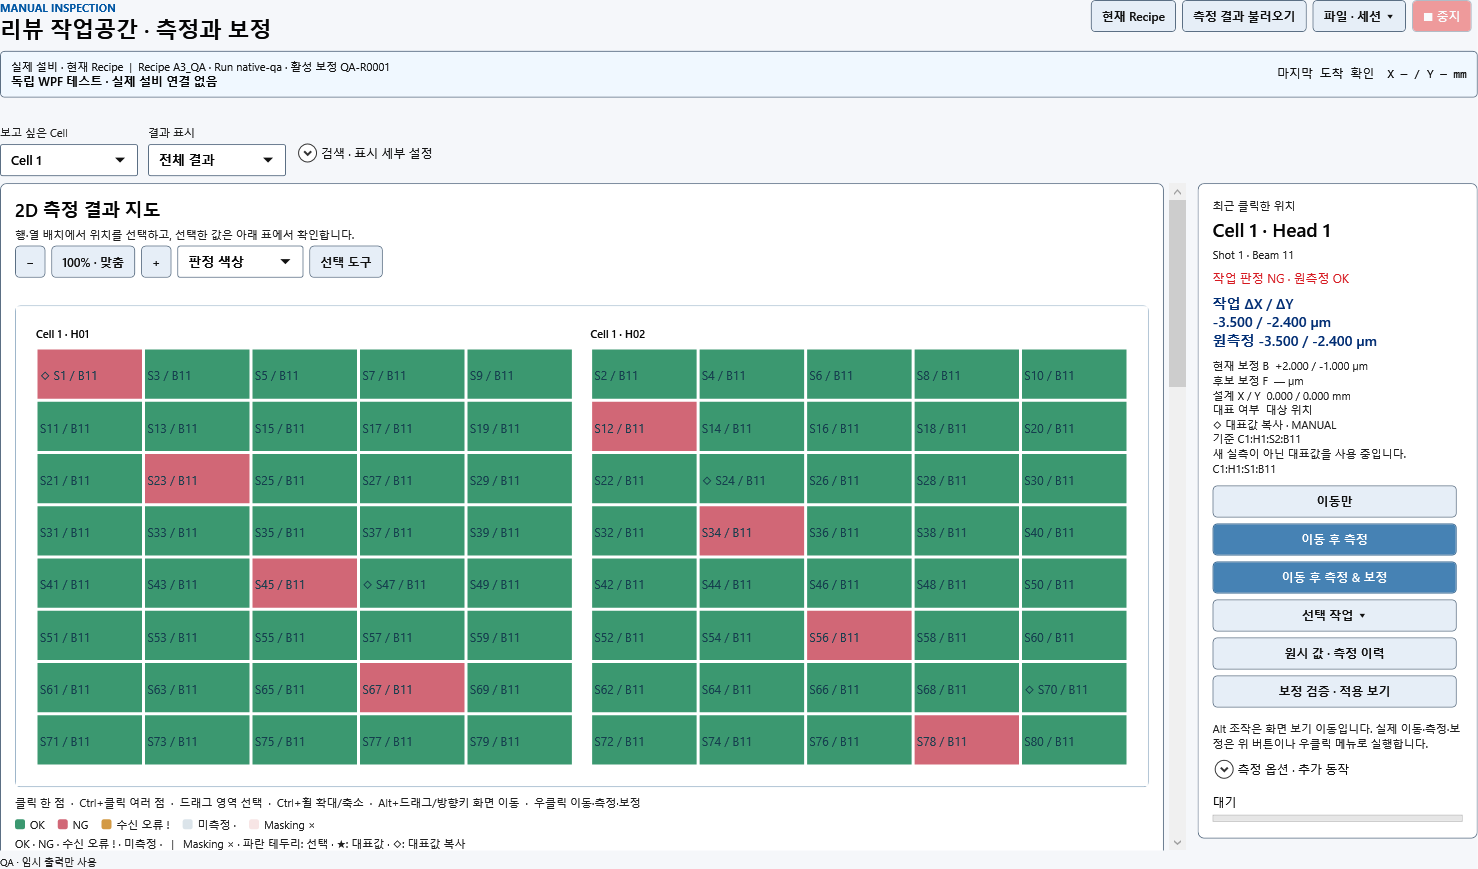 MANUAL INSPECTION
리뷰 작업공간 · 측정과 보정
현재 Recipe
측정 결과 불러오기
파일 · 세션 ▾
■ 중지
실제 설비 · 현재 Recipe | Recipe A3_QA · Run native-qa · 활성 보정 QA-R0001
독립 WPF 테스트 · 실제 설비 연결 없음
마지막 도착 확인 X — / Y — mm
보고 싶은 Cell
결과 표시
Cell 1
전체 결과
검색 · 표시 세부 설정
2D 측정 결과 지도
행·열 배치에서 위치를 선택하고, 선택한 값은 아래 표에서 확인합니다.
−
100% · 맞춤
+
판정 색상
선택 도구
Cell 1 · H01
Cell 1 · H02
◇ S1 / B11 S3 / B11 S5 / B11 S7 / B11 S9 / B11 S2 / B11 S4 / B11 S6 / B11 S8 / B11 S10 / B11
S11 / B11 S13 / B11 S15 / B11 S17 / B11 S19 / B11 S12 / B11 S14 / B11 S16 / B11 S18 / B11 S20 / B11
S21 / B11 S23 / B11 S25 / B11 S27 / B11 S29 / B11 S22 / B11 ◇ S24 / B11 S26 / B11 S28 / B11 S30 / B11
S31 / B11 S33 / B11 S35 / B11 S37 / B11 S39 / B11 S32 / B11 S34 / B11 S36 / B11 S38 / B11 S40 / B11
S41 / B11 S43 / B11 S45 / B11 ◇ S47 / B11 S49 / B11 S42 / B11 S44 / B11 S46 / B11 S48 / B11 S50 / B11
S51 / B11 S53 / B11 S55 / B11 S57 / B11 S59 / B11 S52 / B11 S54 / B11 S56 / B11 S58 / B11 S60 / B11
S61 / B11 S63 / B11 S65 / B11 S67 / B11 S69 / B11 S62 / B11 S64 / B11 S66 / B11 S68 / B11 ◇ S70 / B11
S71 / B11 S73 / B11 S75 / B11 S77 / B11 S79 / B11 S72 / B11 S74 / B11 S76 / B11 S78 / B11 S80 / B11
클릭 한 점 · Ctrl+클릭 여러 점 · 드래그 영역 선택 · Ctrl+휠 확대/축소 · Alt+드래그/방향키 화면 이동 · 우클릭 이동·측정·보정
OK NG 수신 오류 ! 미측정 · Masking ×
OK · NG · 수신 오류 ! · 미측정 · | Masking × · 파란 테두리: 선택 · ★: 대표값 · ◇: 대표값 복사
QA · 임시 출력만 사용
최근 클릭한 위치
Cell 1 · Head 1
Shot 1 · Beam 11
작업 판정 NG · 원측정 OK
작업 ΔX / ΔY
-3.500 / -2.400 µm
원측정 -3.500 / -2.400 µm
현재 보정 B +2.000 / -1.000 µm
후보 보정 F — µm
설계 X / Y 0.000 / 0.000 mm
대표 여부 대상 위치
◇ 대표값 복사 · MANUAL
기준 C1:H1:S2:B11
새 실측이 아닌 대표값을 사용 중입니다.
C1:H1:S1:B11
이동만
이동 후 측정
이동 후 측정 & 보정
선택 작업 ▾
원시 값 · 측정 이력
보정 검증 · 적용 보기
Alt 조작은 화면 보기 이동입니다. 실제 이동·측정·보
정은 위 버튼이나 우클릭 메뉴로 실행합니다.
측정 옵션 · 추가 동작
대기